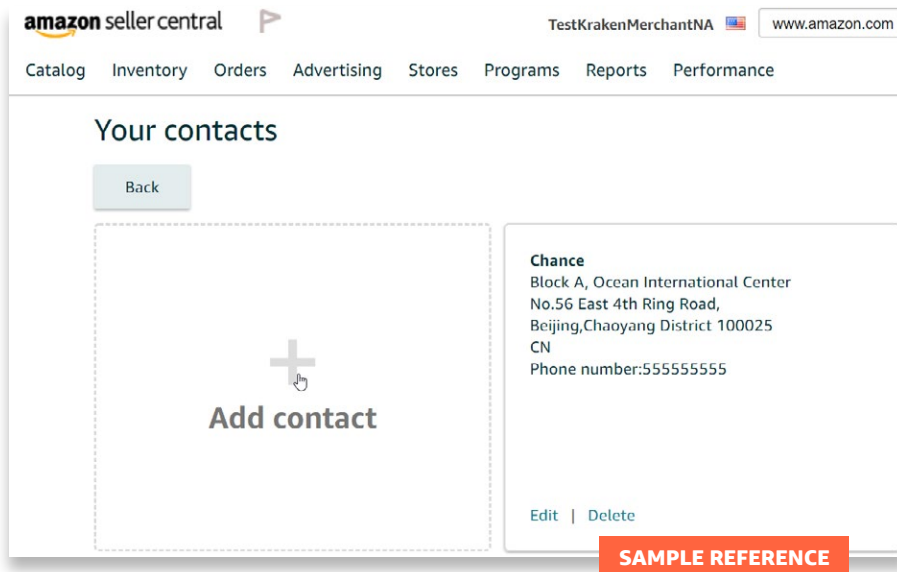 amazon seller central
TestKrakenMerchantNA
www.amazon.com
Catalog Inventory Orders Advertising Stores Programs Reports Performance
Your contacts
Back
Add contact
Chance
Block A, Ocean International Center
No.56 East 4th Ring Road,
Beijing,Chaoyang District 100025
CN
Phone number:555555555
Edit | Delete
SAMPLE REFERENCE